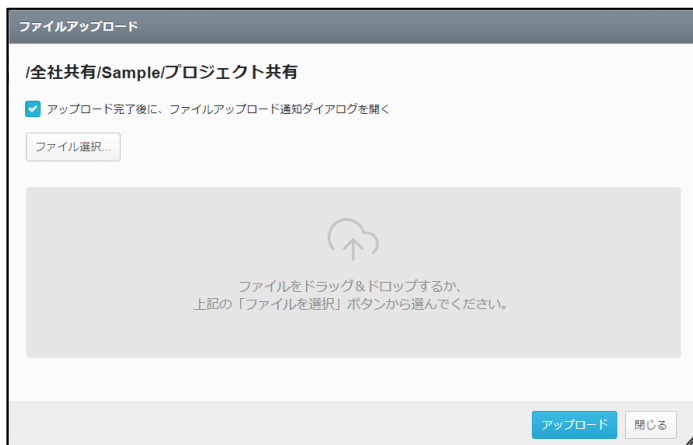 ファイルアップロード
/全社共有/Sample/プロジェクト共有
アップロード完了後に、ファイルアップロード通知ダイアログを開く
ファイル選択...
ファイルをドラッグ＆ドロップするか、
上記の「ファイルを選択」ボタンから選んでください。
アップロード
閉じる